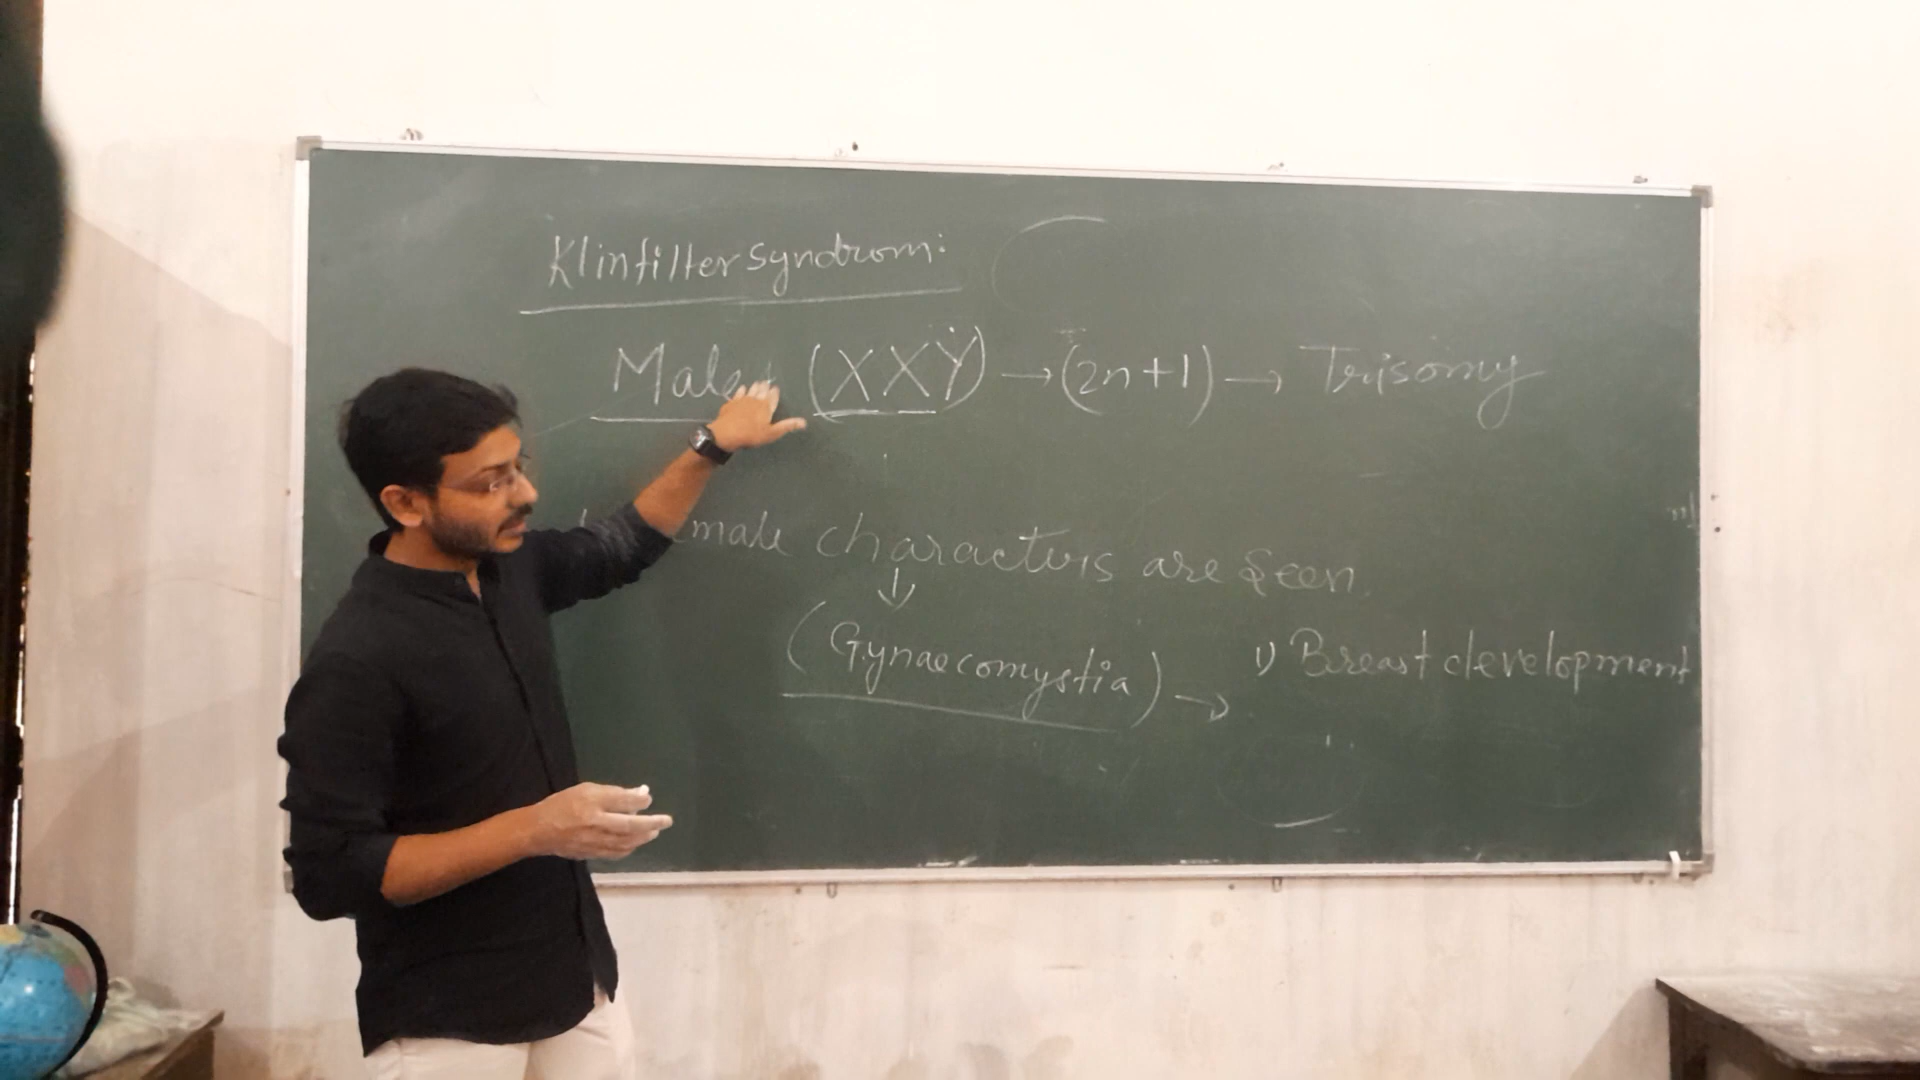 Klinfilter Syndrom:
Male (XXY) → (2n+1) → Trisomy
male characters are seen.
↓
(Gynaecomystia) →
1) Breast development